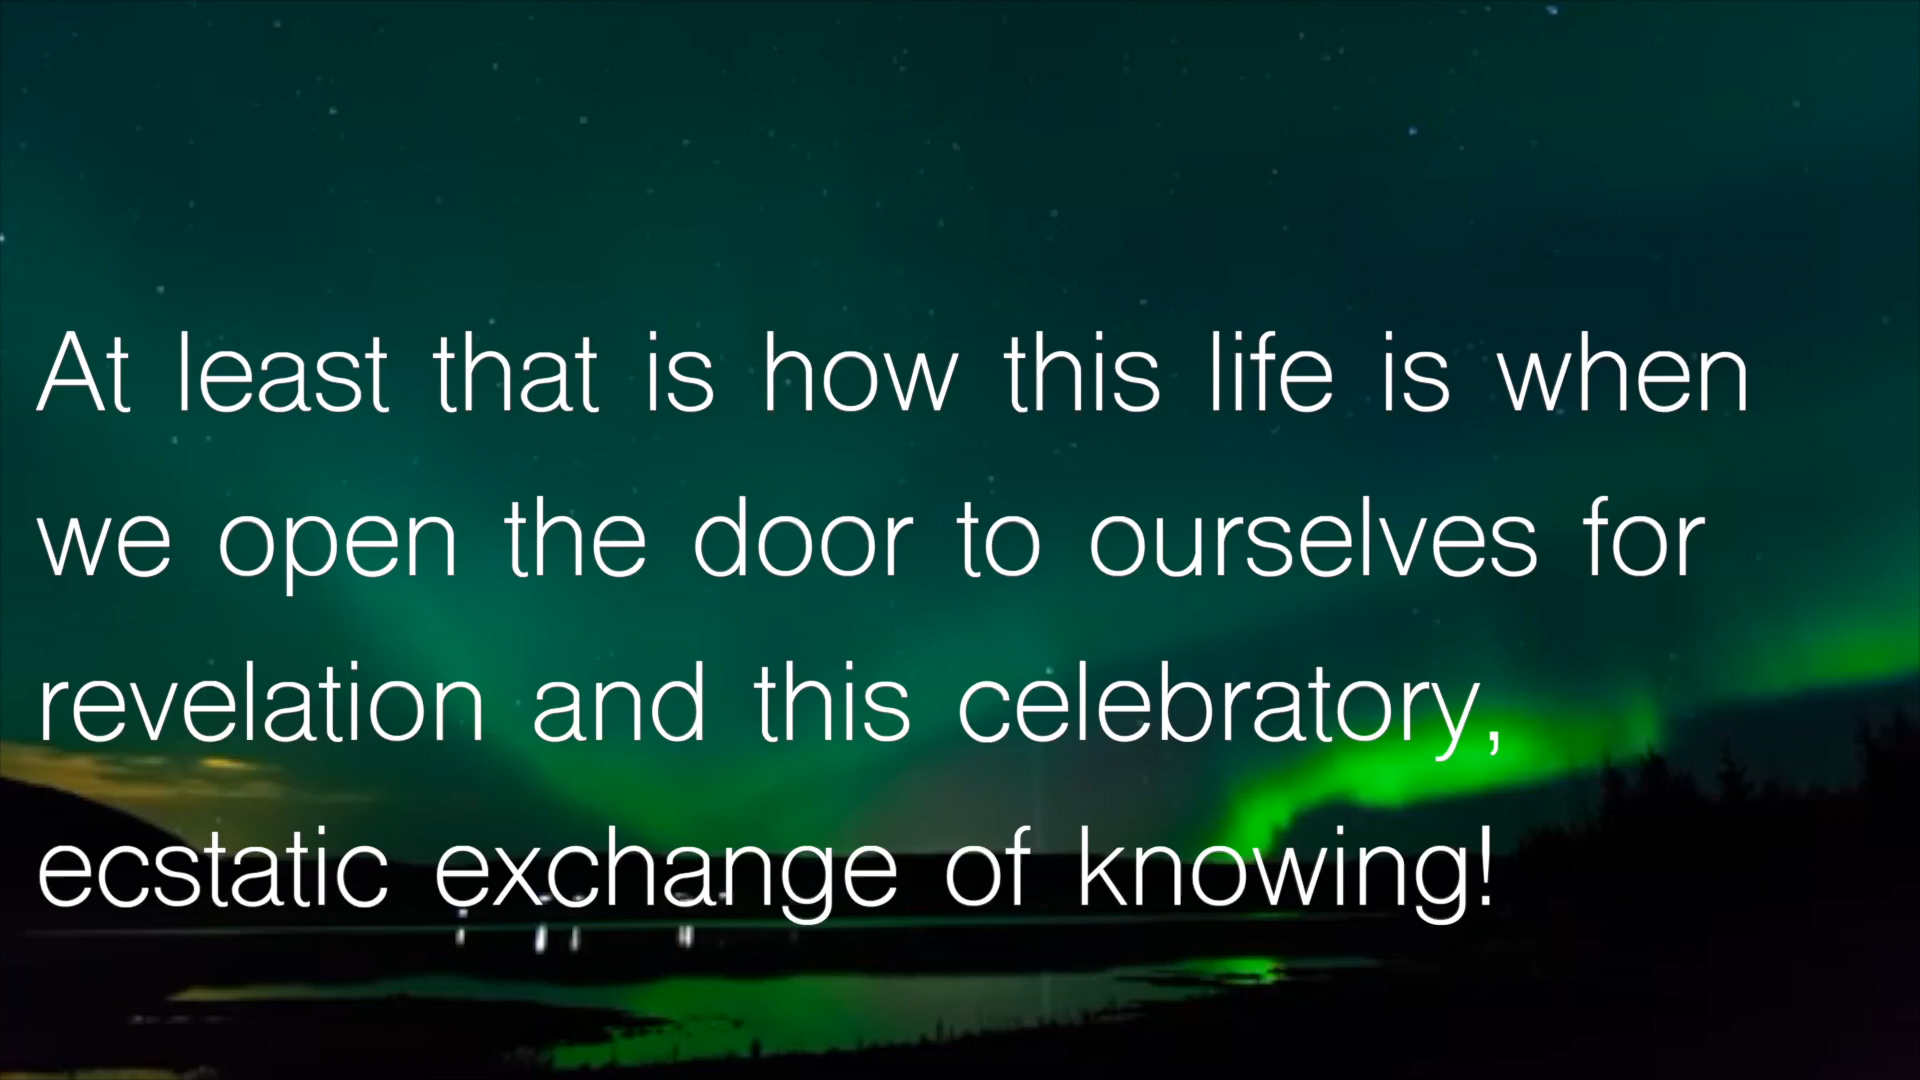 At least that is how this life is when
we open the door to ourselves for
revelation and this celebratory,
ecstatic exchange of knowing!